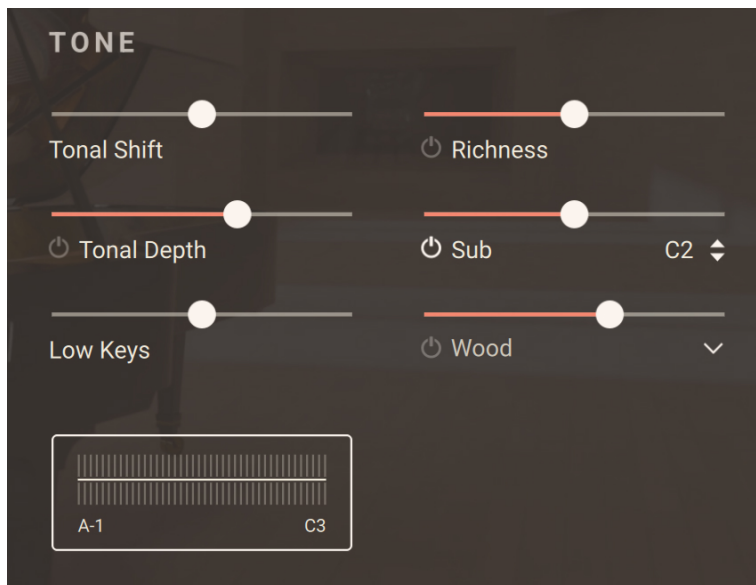 TONE
Tonal Shift
Richness
Tonal Depth
Sub C2
Low Keys
Wood
A-1 C3